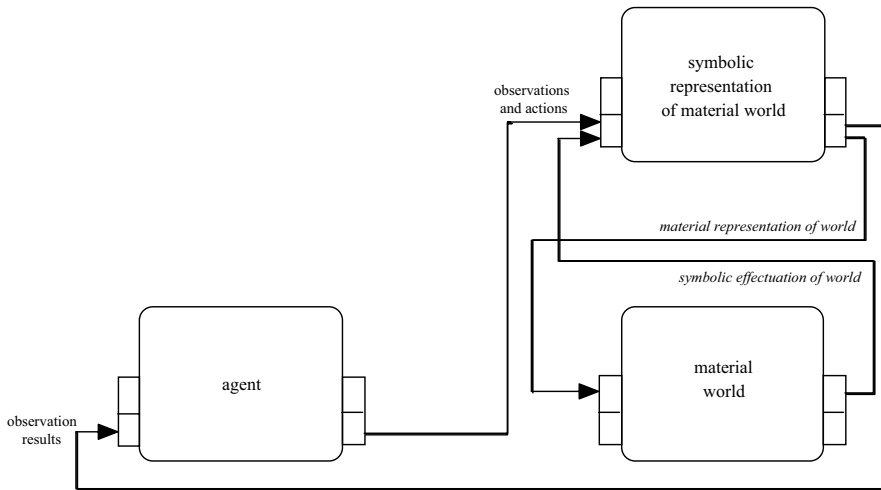 symbolic
representation
of material world
observations
and actions
material representation of world
symbolic effectuation of world
agent
material
world
observation
results